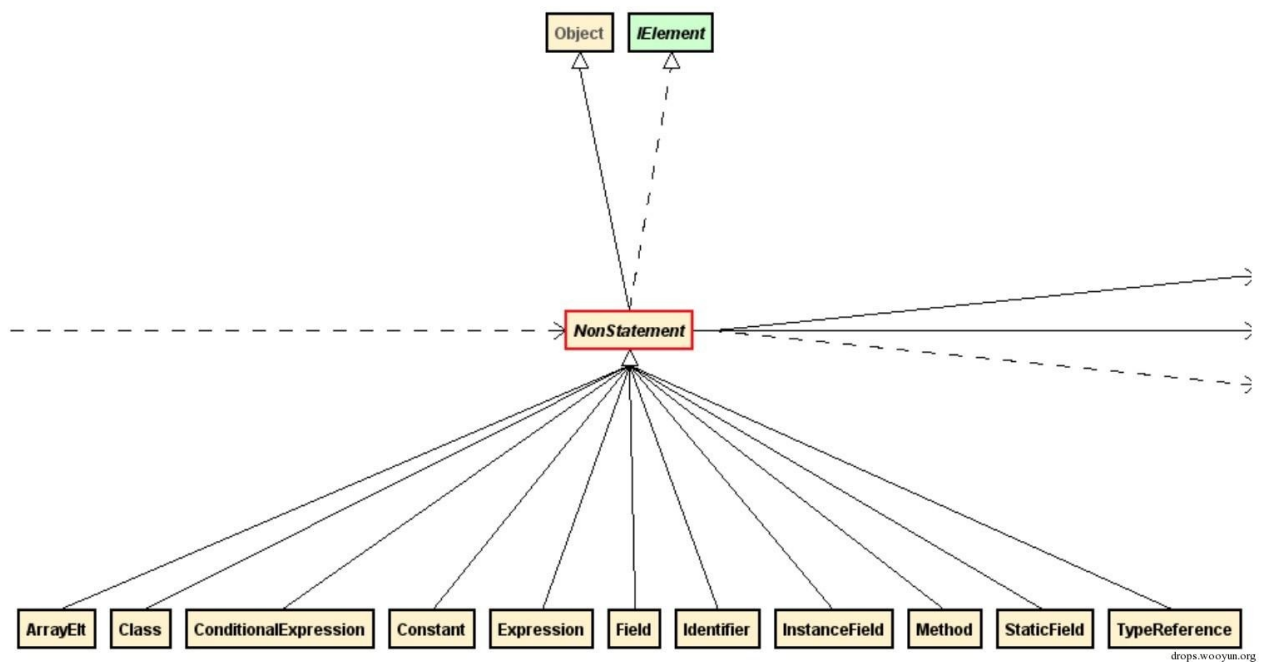 Object
IElement
NonStatement
ArrayElt
Class
ConditionalExpression
Constant
Expression
Field
Identifier
InstanceField
Method
StaticField
TypeReference
drops.wooyun.org